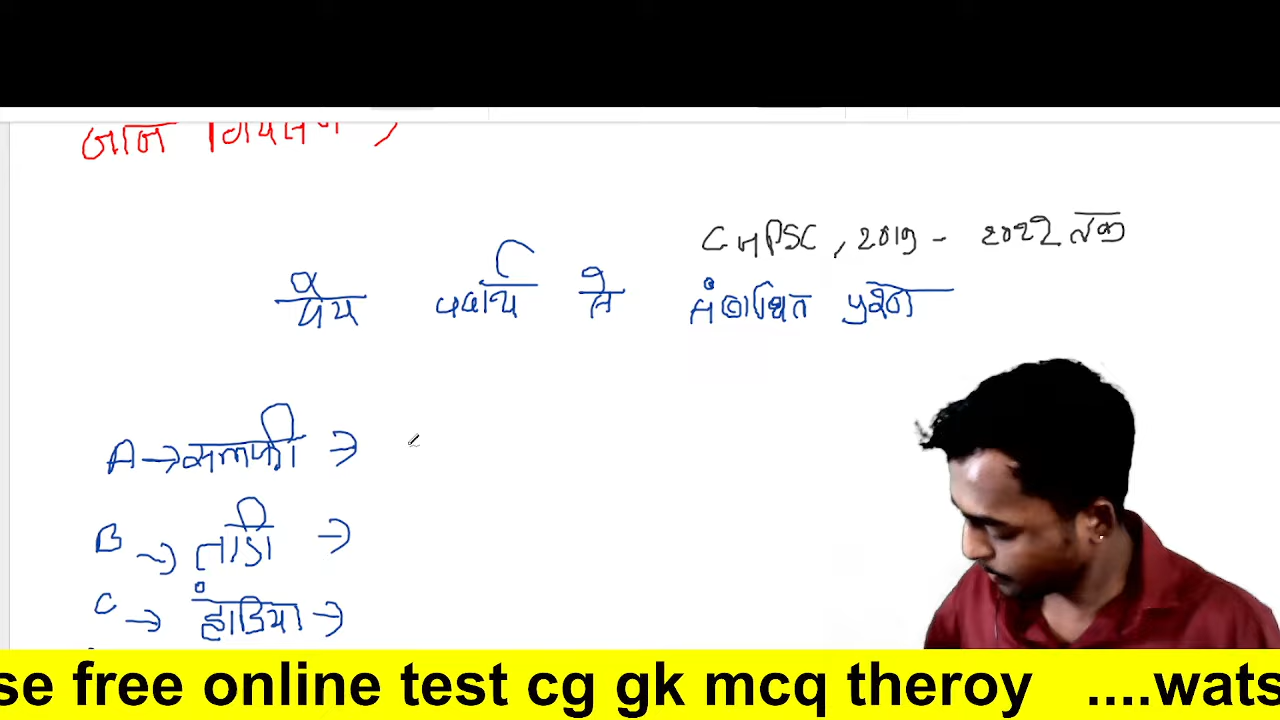 CGPSC, 2019 - 2022 तक
पेय पदार्थ से संबंधित प्रश्न
A → सल्फी →
B → ताडी →
C → हांडिया →
se free online test cg gk mcq theroy ....wats